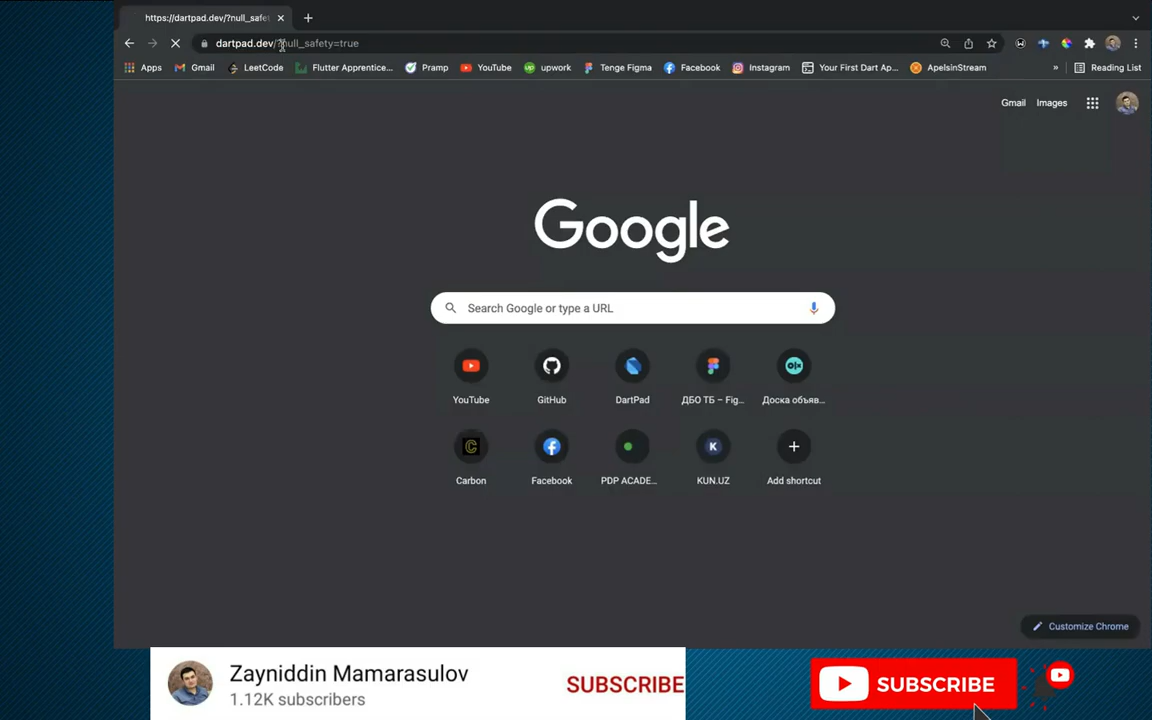 https://dartpad.dev/?null_safe
dartpad.dev/?null_safety=true
Apps Gmail LeetCode Flutter Apprentice... Pramp YouTube upwork Tenge Figma Facebook Instagram Your First Dart Ap... ApelsinStream » Reading List
Gmail Images
Google
Search Google or type a URL
YouTube GitHub DartPad ДБО ТБ – Fig... Доска объяв...
Carbon Facebook PDP ACADE... KUN.UZ Add shortcut
Customize Chrome
Zayniddin Mamarasulov
1.12K subscribers
SUBSCRIBE
SUBSCRIBE